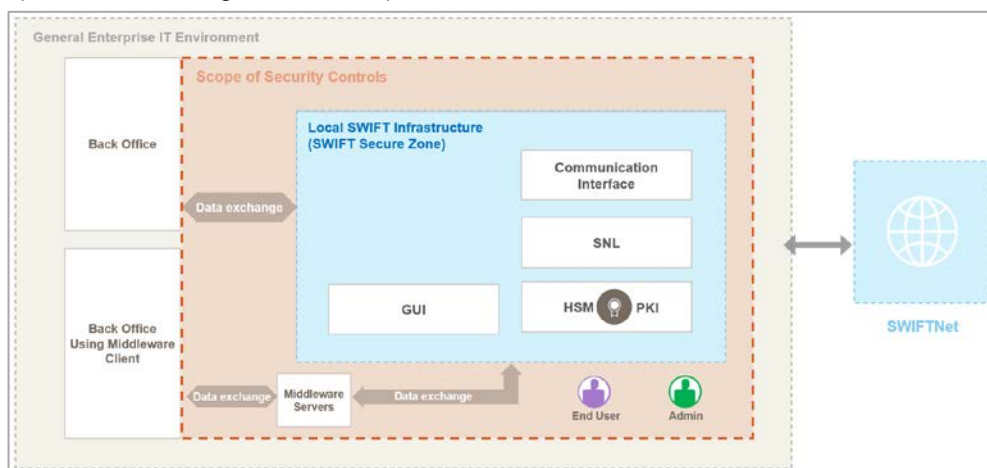 General Enterprise IT Environment
Scope of Security Controls
Back Office
Local SWIFT Infrastructure
(SWIFT Secure Zone)
Communication
Interface
Data exchange
SNL
GUI
HSM PKI
SWIFTNet
Back Office
Using Middleware
Client
Data exchange
Middleware
Servers
Data exchange
End User
Admin